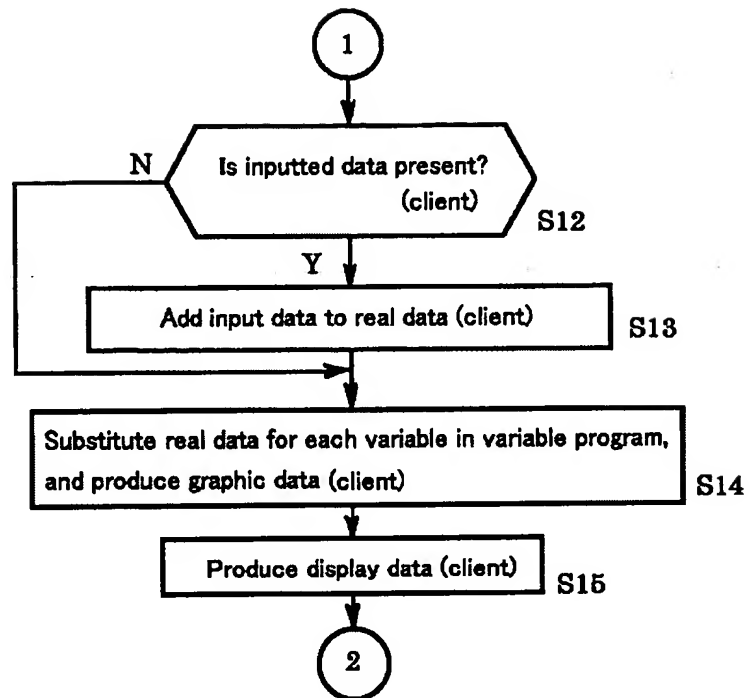 1
N
Is inputted data present?
(client)
S12
Y
Add input data to real data (client)
S13
Substitute real data for each variable in variable program,
and produce graphic data (client)
S14
Produce display data (client)
S15
2